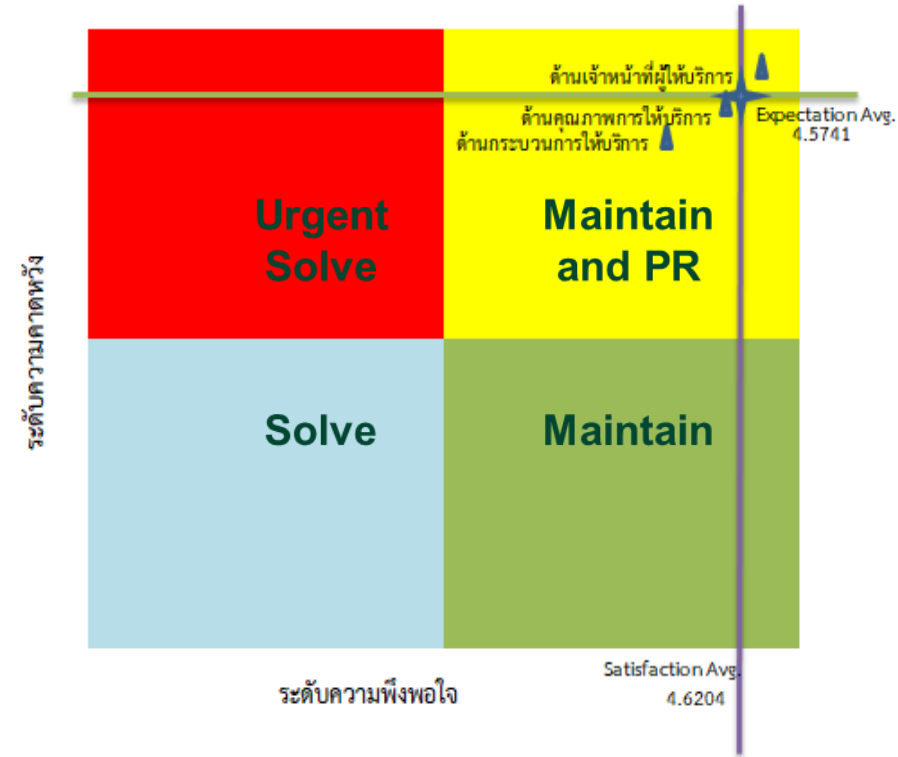 ด้านเจ้าหน้าที่ผู้ให้บริการ
ด้านคุณภาพการให้บริการ
Expectation Avg.
4.5741
ด้านกระบวนการให้บริการ
Urgent
Solve
Maintain
and PR
ระดับความคาดหวัง
Solve
Maintain
Satisfaction Avg.
4.6204
ระดับความพึงพอใจ